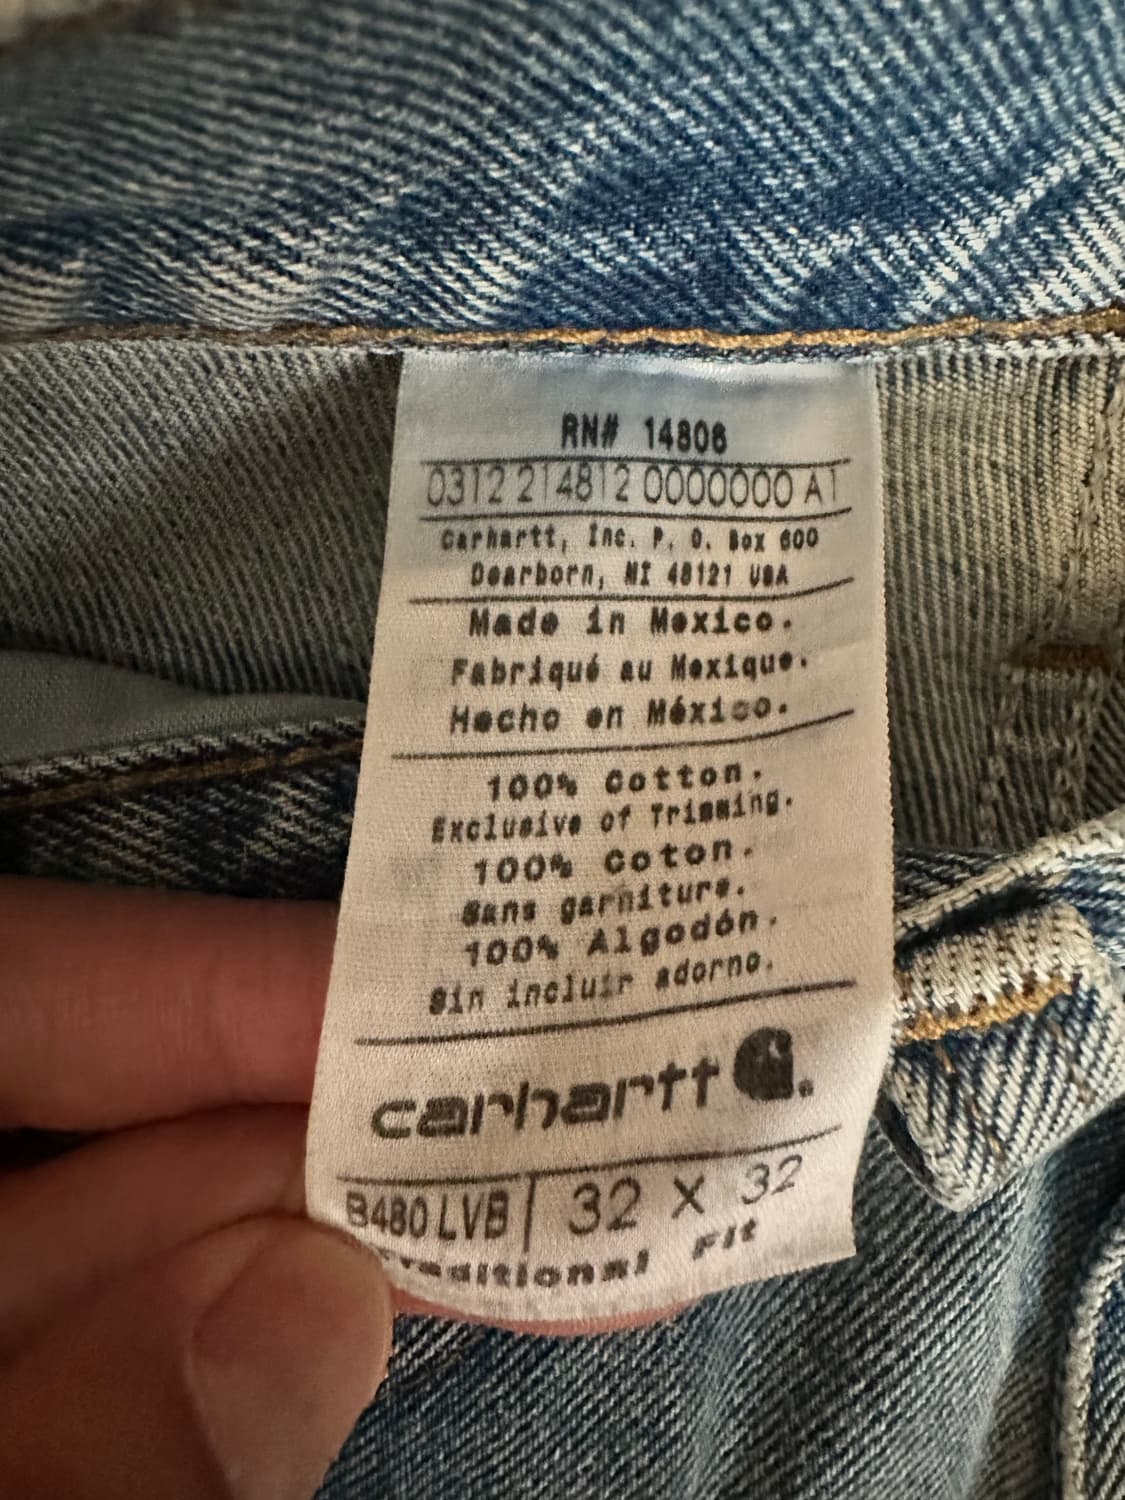 RN# 14806
0312 214812 0000000 A1
Carhartt, Inc. P. O. Box 600
Dearborn, MI 48121 USA
Made in Mexico.
Fabriqué au Mexique.
Hecho en México.
100% Cotton.
Exclusive of Trimming.
100% Coton.
Sans garniture.
100% Algodón.
Sin incluir adorno.
carhartt
B480 LVB 32 X 32
Traditional Fit